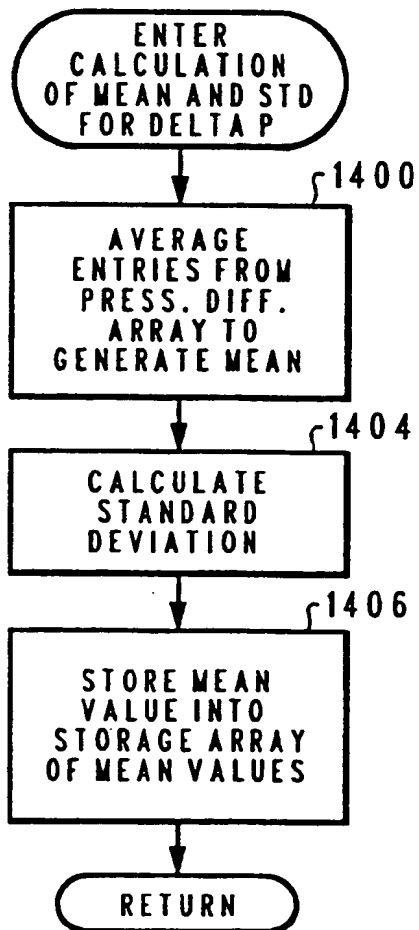 ENTER
CALCULATION
OF MEAN AND STD
FOR DELTA P
1400
AVERAGE
ENTRIES FROM
PRESS. DIFF.
ARRAY TO
GENERATE MEAN
1404
CALCULATE
STANDARD
DEVIATION
1406
STORE MEAN
VALUE INTO
STORAGE ARRAY
OF MEAN VALUES
RETURN